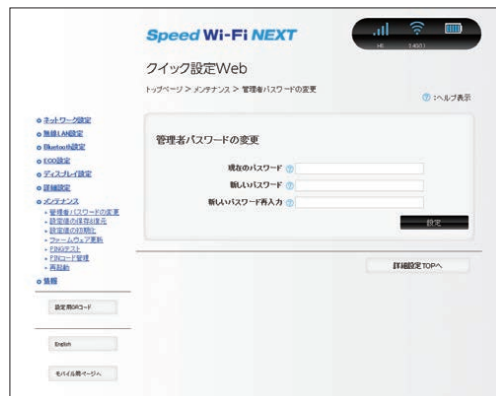 Speed Wi-Fi NEXT
クイック設定Web
トップページ > メンテナンス > 管理者パスワードの変更
:ヘルプ表示
ネットワーク設定
無線LAN設定
Bluetooth設定
ECO設定
ディスプレイ設定
詳細設定
メンテナンス
管理者パスワードの変更
設定値の保存&復元
設定値の初期化
ファームウェア更新
PINGテスト
PINコード管理
再起動
情報
設定用QRコード
English
モバイル用ページへ
管理者パスワードの変更
現在のパスワード
新しいパスワード
新しいパスワード再入力
設定
詳細設定TOPへ